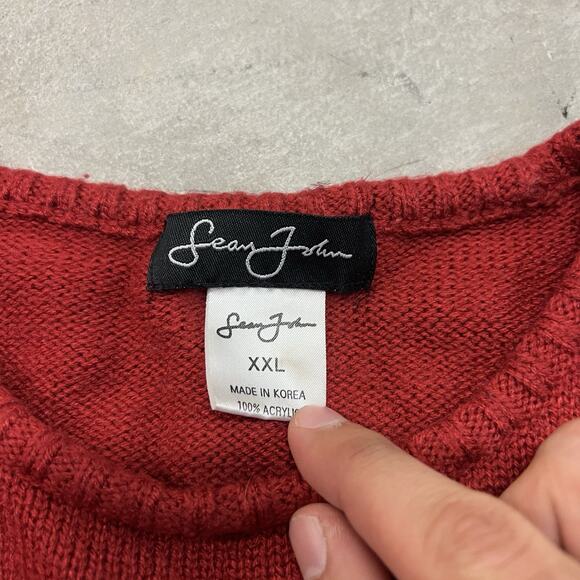 Sean John
Sean John
XXL
MADE IN KOREA
100% ACRYLIC